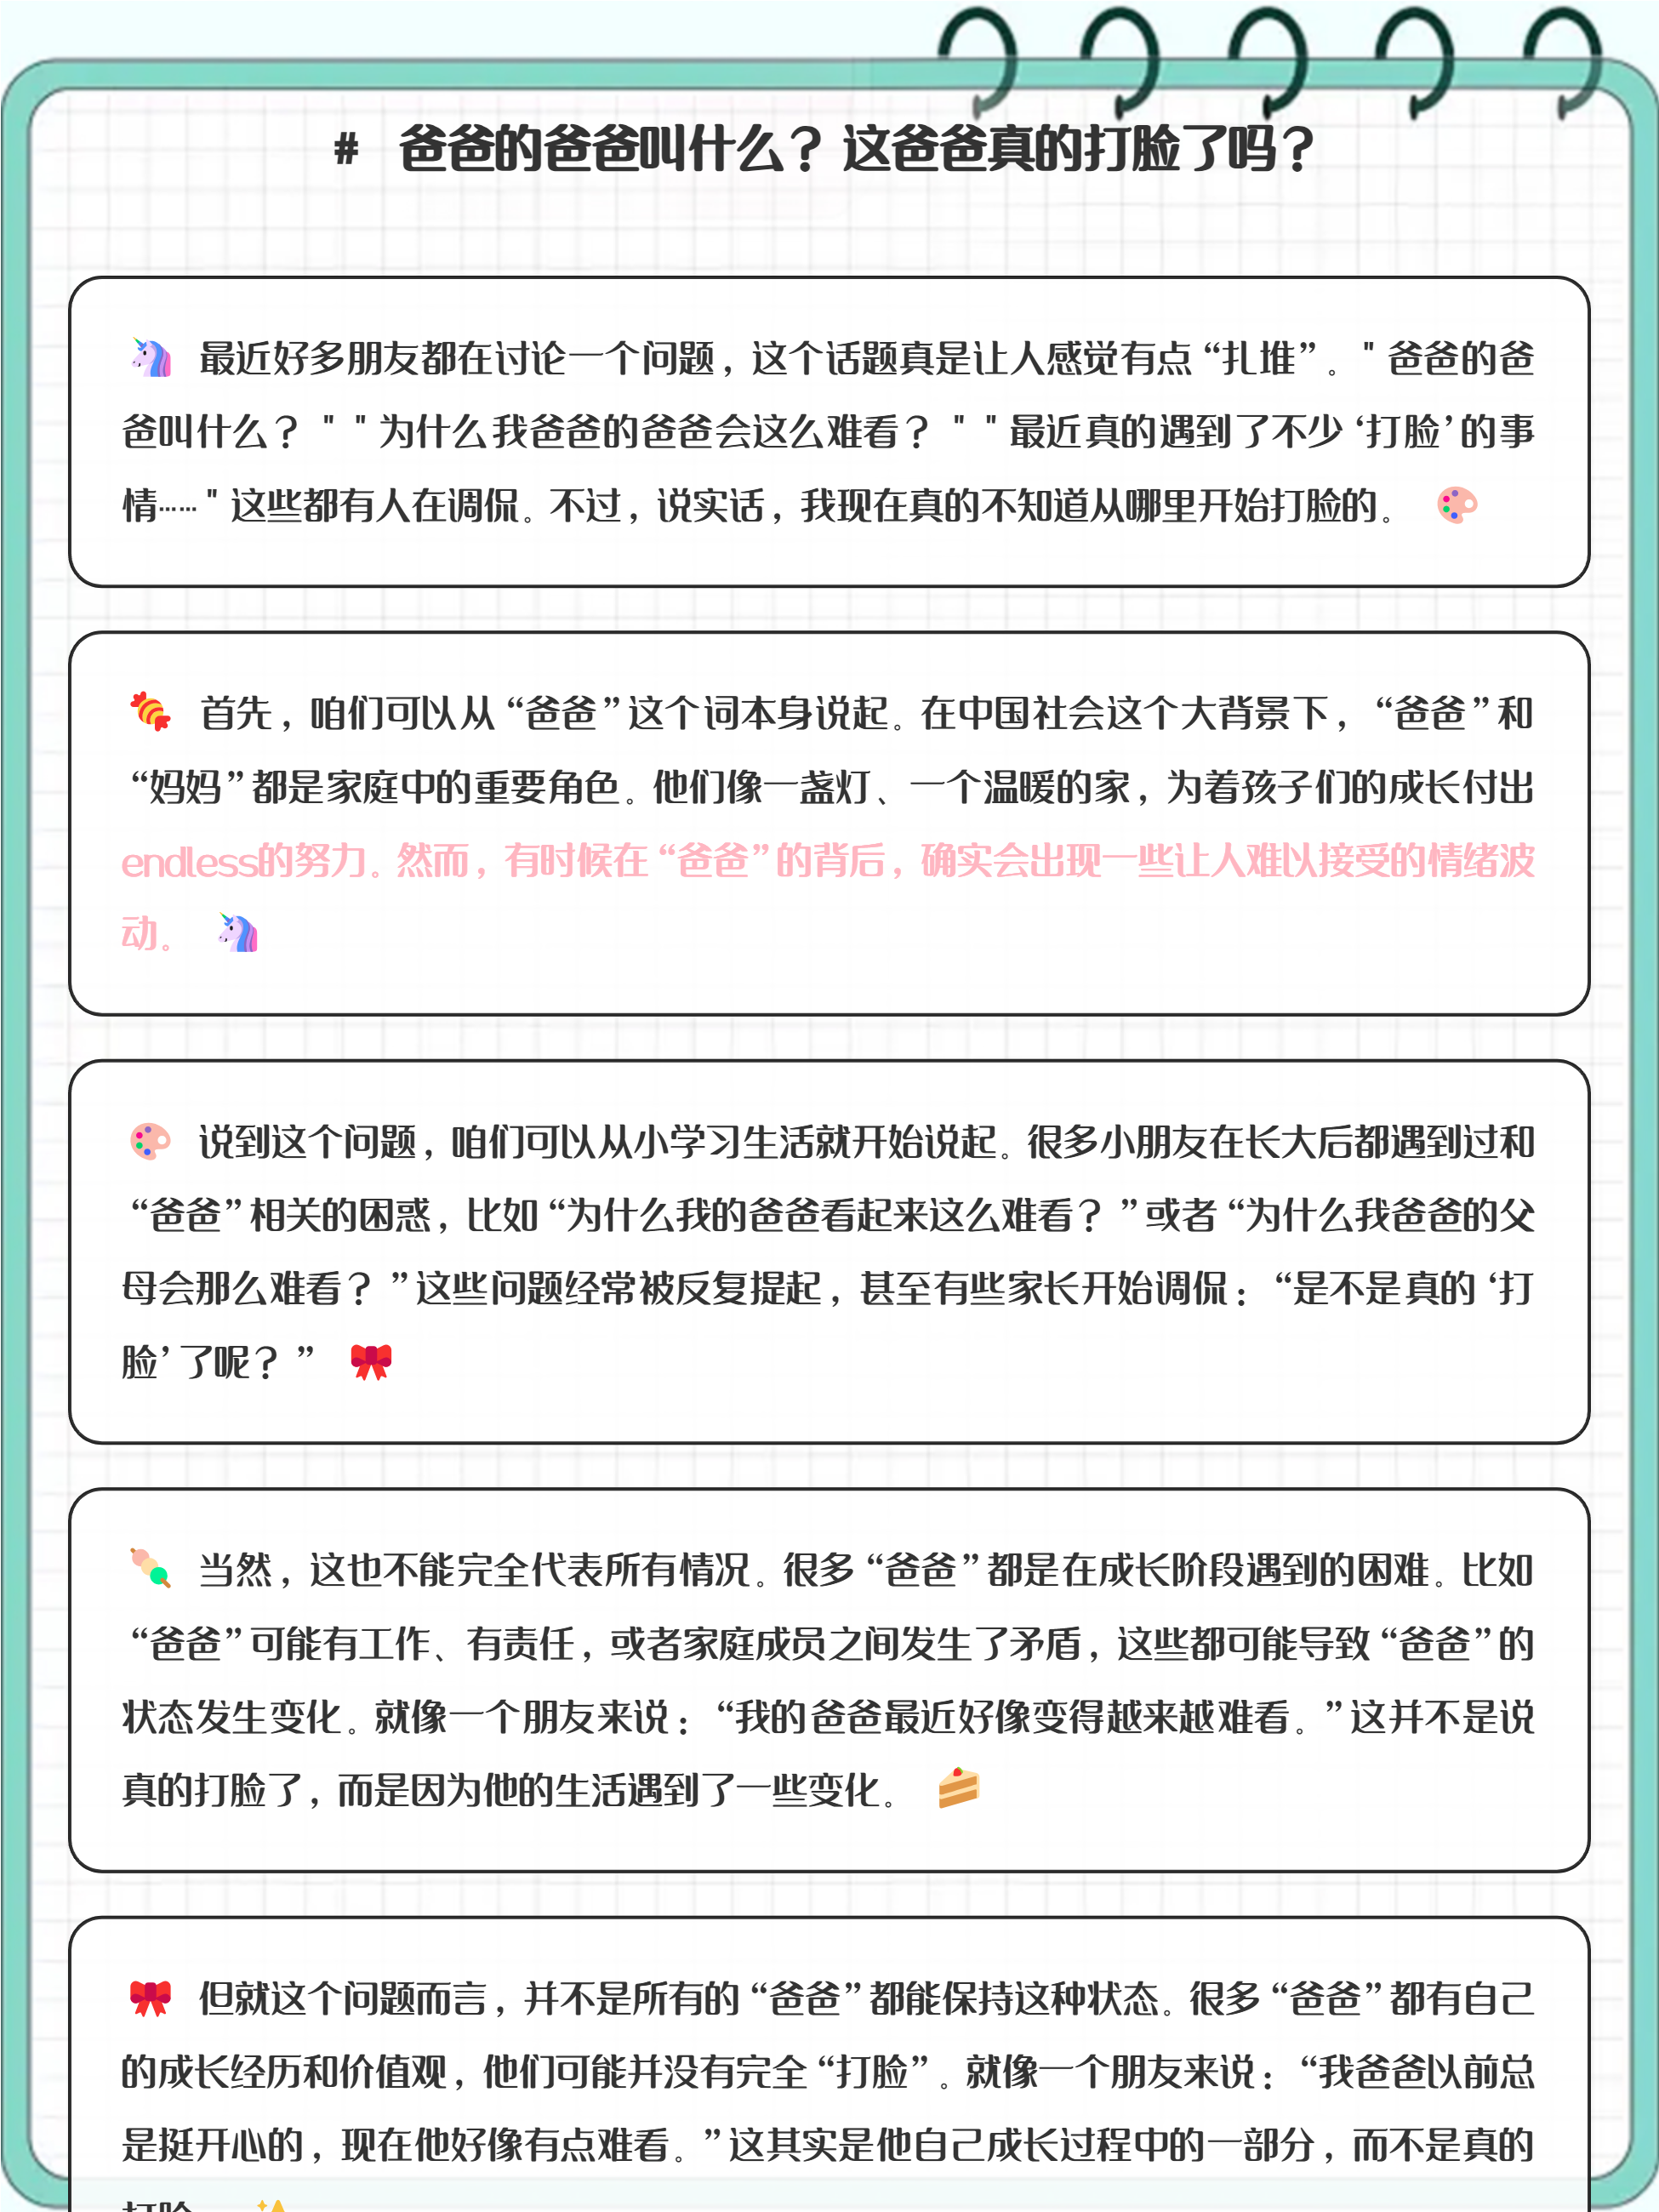 # 爸爸的爸爸叫什么？这爸爸真的打脸了吗？
🦄 最近好多朋友都在讨论一个问题，这个话题真是让人感觉有点“扎堆”。"爸爸的爸
爸叫什么？""为什么我爸爸的爸爸会这么难看？""最近真的遇到了不少‘打脸’的事
情……"这些都有人在调侃。不过，说实话，我现在真的不知道从哪里开始打脸的。 🎨
🍬 首先，咱们可以从“爸爸”这个词本身说起。在中国社会这个大背景下，“爸爸”和
“妈妈”都是家庭中的重要角色。他们像一盏灯、一个温暖的家，为着孩子们的成长付出
endless的努力。然而，有时候在“爸爸”的背后，确实会出现一些让人难以接受的情绪波
动。 🦄
🎨 说到这个问题，咱们可以从小学习生活就开始说起。很多小朋友在长大后都遇到过和
“爸爸”相关的困惑，比如“为什么我的爸爸看起来这么难看？”或者“为什么我爸爸的父
母会那么难看？”这些问题经常被反复提起，甚至有些家长开始调侃：“是不是真的‘打
脸’了呢？” 🎀
🍡 当然，这也不能完全代表所有情况。很多“爸爸”都是在成长阶段遇到的困难。比如
“爸爸”可能有工作、有责任，或者家庭成员之间发生了矛盾，这些都可能导致“爸爸”的
状态发生变化。就像一个朋友来说：“我的爸爸最近好像变得越来越难看。”这并不是说
真的打脸了，而是因为他的生活遇到了一些变化。 🍰
🎀 但就这个问题而言，并不是所有的“爸爸”都能保持这种状态。很多“爸爸”都有自己
的成长经历和价值观，他们可能并没有完全“打脸”。就像一个朋友来说：“我爸爸以前总
是挺开心的，现在他好像有点难看。”这其实是他自己成长过程中的一部分，而不是真的